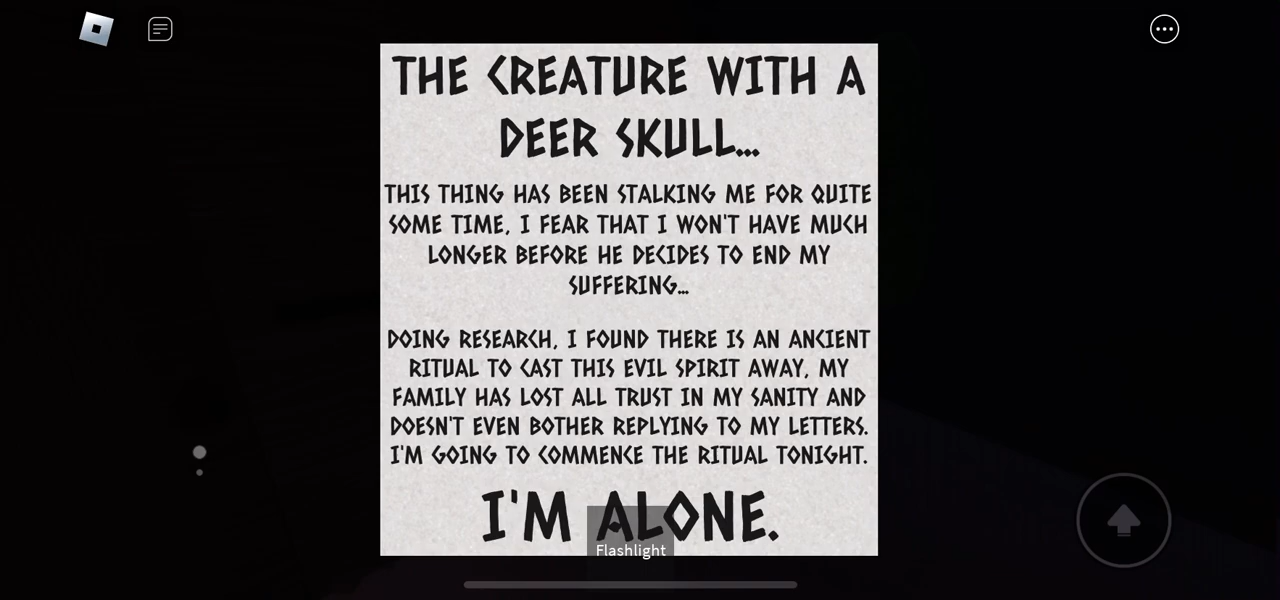 THE CREATURE WITH A
DEER SKULL...
THIS THING HAS BEEN STALKING ME FOR QUITE
SOME TIME, I FEAR THAT I WON'T HAVE MUCH
LONGER BEFORE HE DECIDES TO END MY
SUFFERING...
DOING RESEARCH, I FOUND THERE IS AN ANCIENT
RITUAL TO CAST THIS EVIL SPIRIT AWAY, MY
FAMILY HAS LOST ALL TRUST IN MY SANITY AND
DOESN'T EVEN BOTHER REPLYING TO MY LETTERS.
I'M GOING TO COMMENCE THE RITUAL TONIGHT.
I'M ALONE.
Flashlight